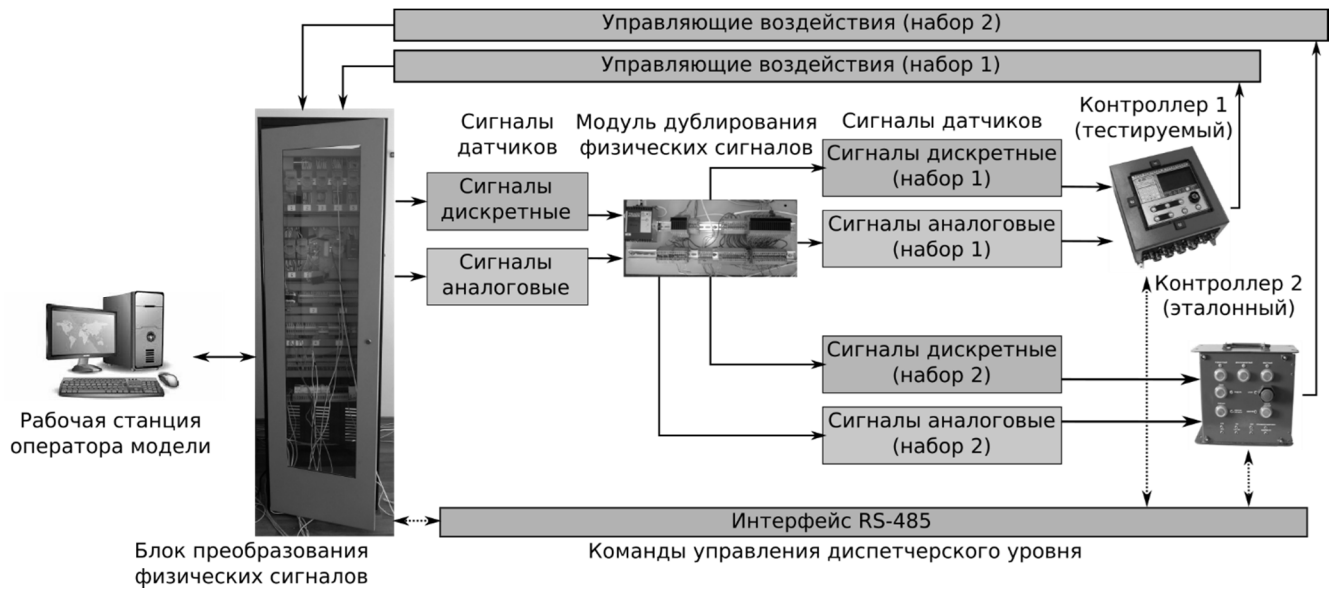 Управляющие воздействия (набор 2)
Управляющие воздействия (набор 1)
Сигналы
датчиков
Модуль дублирования
физических сигналов
Сигналы датчиков
Контроллер 1
(тестируемый)
Сигналы
дискретные
Сигналы
аналоговые
Сигналы дискретные
(набор 1)
Сигналы аналоговые
(набор 1)
Контроллер 2
(эталонный)
Сигналы дискретные
(набор 2)
Сигналы аналоговые
(набор 2)
Рабочая станция
оператора модели
Интерфейс RS-485
Блок преобразования
физических сигналов
Команды управления диспетчерского уровня